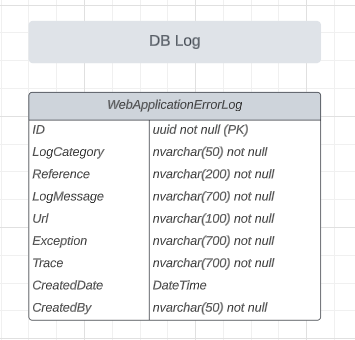 DB Log
WebApplicationErrorLog
ID uuid not null (PK)
LogCategory nvarchar(50) not null
Reference nvarchar(200) not null
LogMessage nvarchar(700) not null
Url nvarchar(100) not null
Exception nvarchar(700) not null
Trace nvarchar(700) not null
CreatedDate DateTime
CreatedBy nvarchar(50) not null